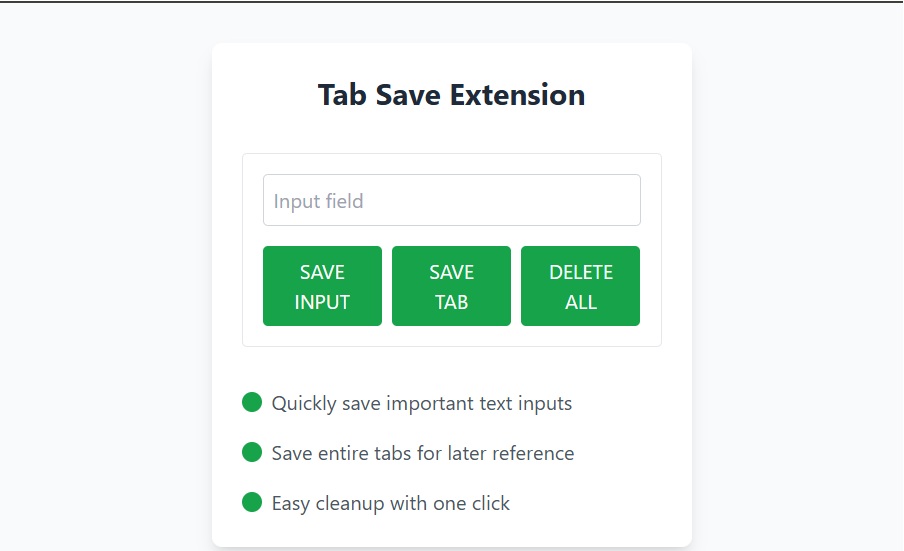 Tab Save Extension
Input field
SAVE
INPUT
SAVE
TAB
DELETE
ALL
Quickly save important text inputs
Save entire tabs for later reference
Easy cleanup with one click